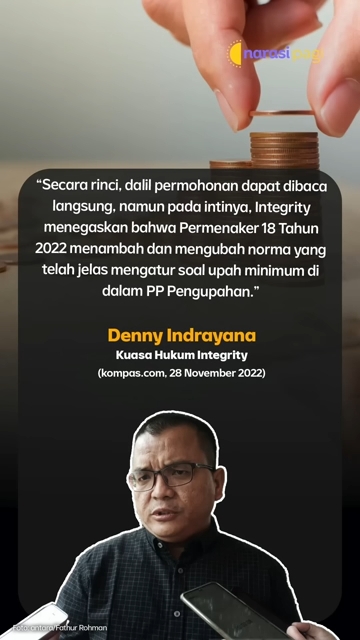 narasi
"Secara rinci, dalil permohonan dapat dibaca
langsung, namun pada intinya, Integrity
menegaskan bahwa Permenaker 18 Tahun
2022 menambah dan mengubah norma yang
telah jelas mengatur soal upah minimum di
dalam PP Pengupahan."
Denny Indrayana
Kuasa Hukum Integrity
(kompas.com, 28 November 2022)
Foto: antara/Fathur Rohman